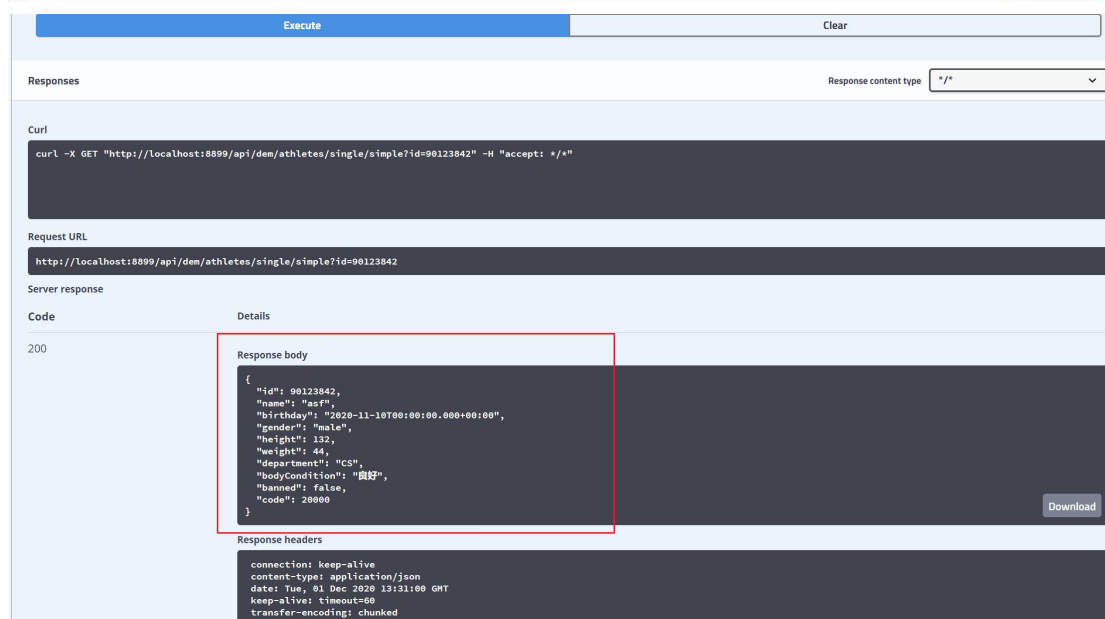 Execute
Clear
Responses
Response content type */*
Curl
curl -X GET "http://localhost:8899/api/dem/athletes/single/simple?id=90123842" -H "accept: */*"
Request URL
http://localhost:8899/api/dem/athletes/single/simple?id=90123842
Server response
Code Details
200
Response body
{
"id": 90123842,
"name": "asf",
"birthday": "2020-11-10T00:00:00.000+00:00",
"gender": "male",
"height": 132,
"weight": 44,
"department": "CS",
"bodyCondition": "良好",
"banned": false,
"code": 20000
}
Download
Response headers
connection: keep-alive
content-type: application/json
date: Tue, 01 Dec 2020 13:31:00 GMT
keep-alive: timeout=60
transfer-encoding: chunked